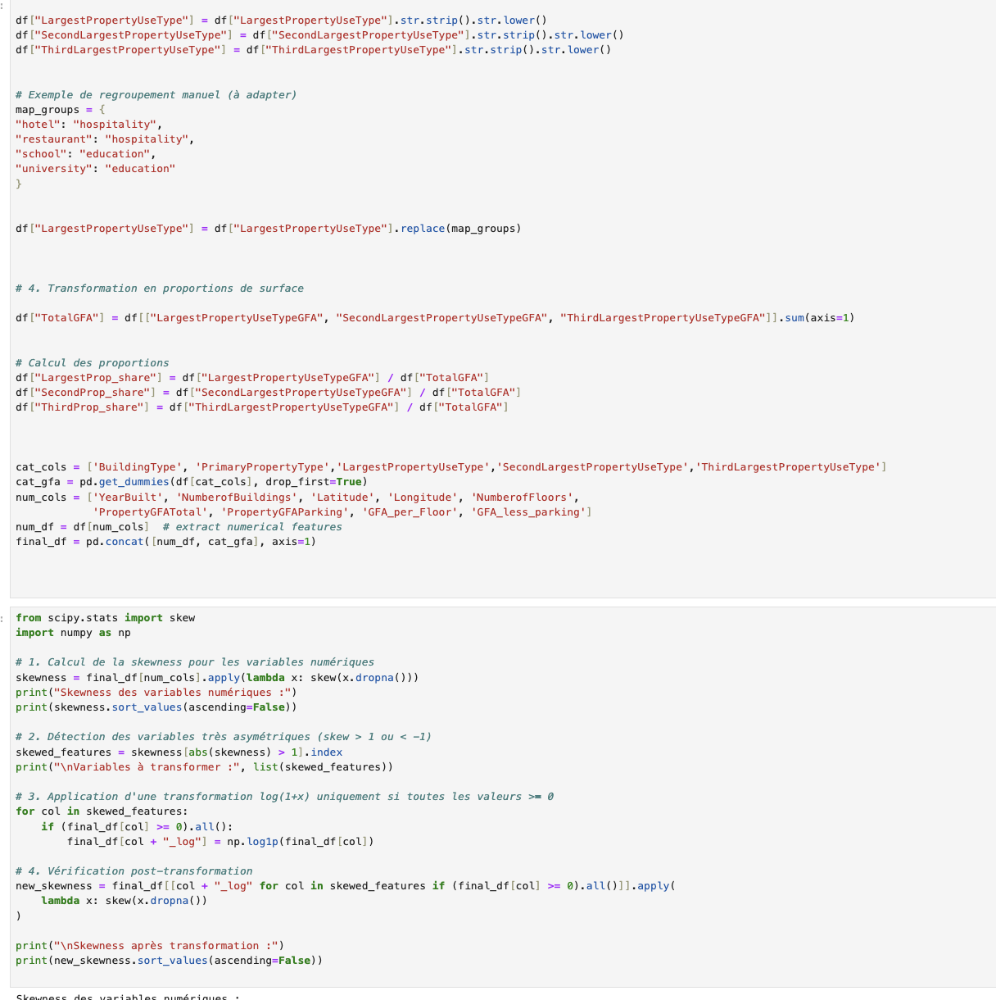 :
df["LargestPropertyUseType"] = df["LargestPropertyUseType"].str.strip().str.lower()
df["SecondLargestPropertyUseType"] = df["SecondLargestPropertyUseType"].str.strip().str.lower()
df["ThirdLargestPropertyUseType"] = df["ThirdLargestPropertyUseType"].str.strip().str.lower()
# Exemple de regroupement manuel (à adapter)
map_groups = {
"hotel": "hospitality",
"restaurant": "hospitality",
"school": "education",
"university": "education"
}
df["LargestPropertyUseType"] = df["LargestPropertyUseType"].replace(map_groups)
# 4. Transformation en proportions de surface
df["TotalGFA"] = df[["LargestPropertyUseTypeGFA", "SecondLargestPropertyUseTypeGFA", "ThirdLargestPropertyUseTypeGFA"]].sum(axis=1)
# Calcul des proportions
df["LargestProp_share"] = df["LargestPropertyUseTypeGFA"] / df["TotalGFA"]
df["SecondProp_share"] = df["SecondLargestPropertyUseTypeGFA"] / df["TotalGFA"]
df["ThirdProp_share"] = df["ThirdLargestPropertyUseTypeGFA"] / df["TotalGFA"]
cat_cols = ['BuildingType', 'PrimaryPropertyType','LargestPropertyUseType','SecondLargestPropertyUseType','ThirdLargestPropertyUseType']
cat_gfa = pd.get_dummies(df[cat_cols], drop_first=True)
num_cols = ['YearBuilt', 'NumberofBuildings', 'Latitude', 'Longitude', 'NumberofFloors',
            'PropertyGFATotal', 'PropertyGFAParking', 'GFA_per_Floor', 'GFA_less_parking']
num_df = df[num_cols]  # extract numerical features
final_df = pd.concat([num_df, cat_gfa], axis=1)
:
from scipy.stats import skew
import numpy as np
# 1. Calcul de la skewness pour les variables numériques
skewness = final_df[num_cols].apply(lambda x: skew(x.dropna()))
print("Skewness des variables numériques :")
print(skewness.sort_values(ascending=False))
# 2. Détection des variables très asymétriques (skew > 1 ou < -1)
skewed_features = skewness[abs(skewness) > 1].index
print("\nVariables à transformer :", list(skewed_features))
# 3. Application d'une transformation log(1+x) uniquement si toutes les valeurs >= 0
for col in skewed_features:
    if (final_df[col] >= 0).all():
        final_df[col + "_log"] = np.log1p(final_df[col])
# 4. Vérification post-transformation
new_skewness = final_df[[col + "_log" for col in skewed_features if (final_df[col] >= 0).all()]].apply(
    lambda x: skew(x.dropna())
)
print("\nSkewness après transformation :")
print(new_skewness.sort_values(ascending=False))
Skewness des variables numériques :